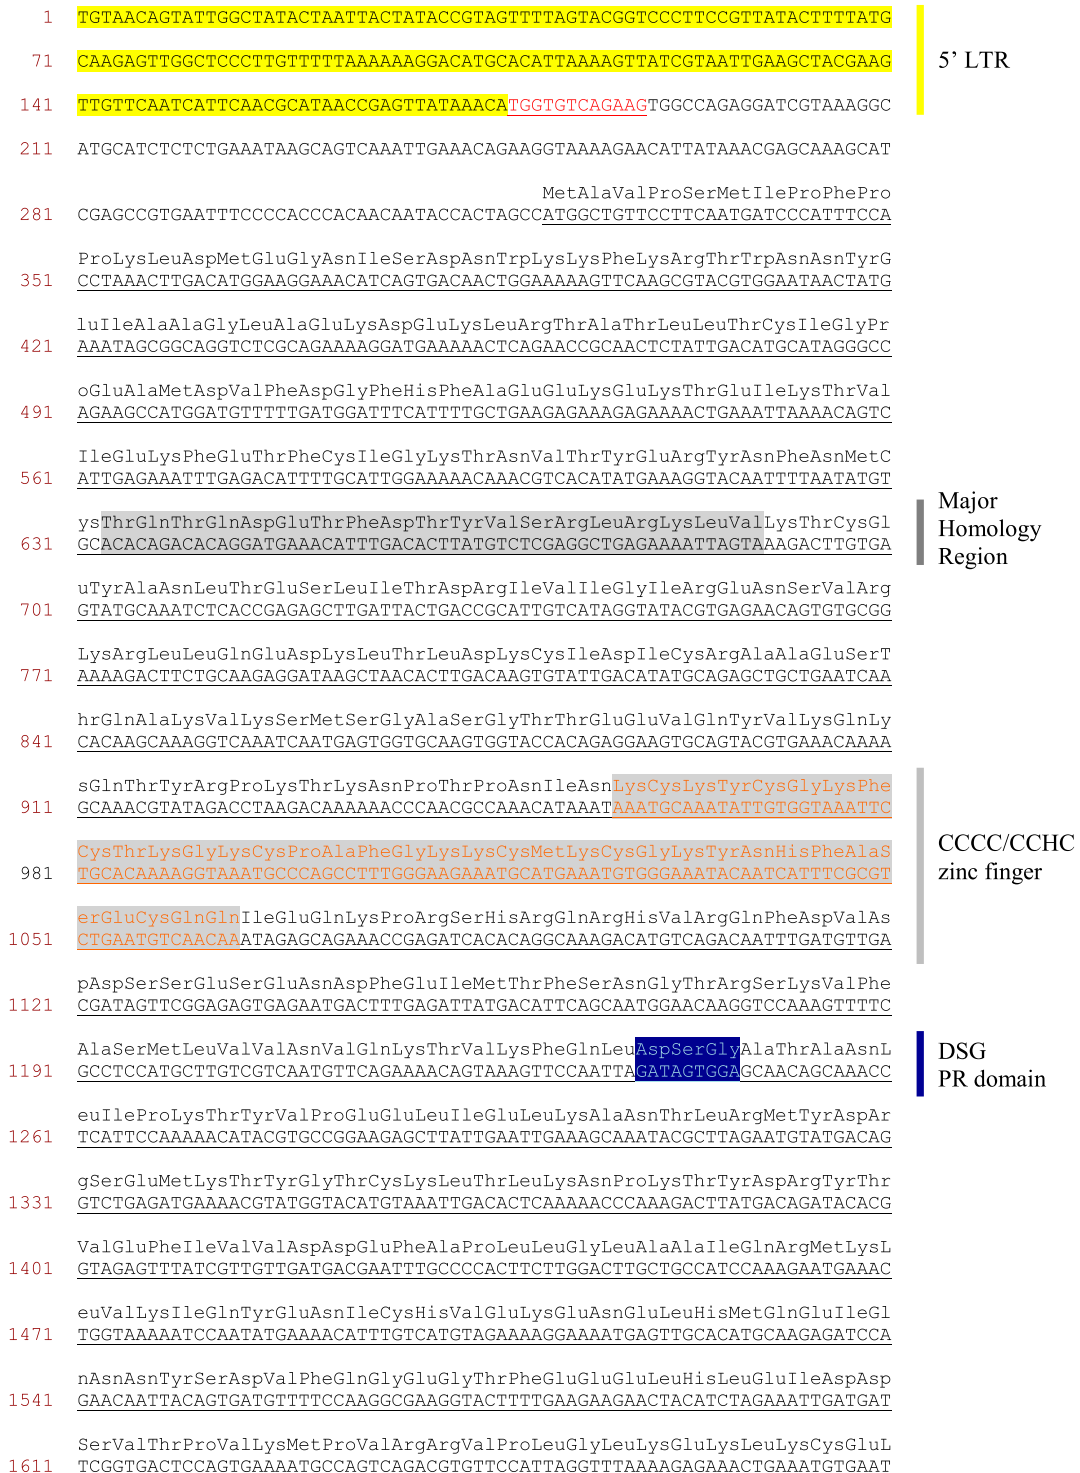 1 TGTAACAGTATTGGCTATACTAATTACTATACCGTAGTTTTAGTACGGTCCCTTCCGTTATACTTTTATG
71 CAAGAGTTGGCTCCCTTGTTTTTAAAAAAGGACATGCACATTAAAAGTTATCGTAATTGAAGCTACGAAG
5’ LTR
141 TTGTTCAATCATTCAACGCATAACCGAGTTATAAACATGGTGTCAGAAGTGGCCAGAGGATCGTAAAGGC
211 ATGCATCTCTCTGAAATAAGCAGTCAAATTGAAACAGAAGGTAAAAGAACATTATAAACGAGCAAAGCAT
MetAlaValProSerMetIleProPhePro
281 CGAGCCGTGAATTTCCCCACCCACAACAATACCACTAGCCATGGCTGTTCCTTCAATGATCCCATTTCCA
ProLysLeuAspMetGluGlyAsnIleSerAspAsnTrpLysLysPheLysArgThrTrpAsnAsnTyrG
351 CCTAAACTTGACATGGAAGGAAACATCAGTGACAACTGGAAAAAGTTCAAGCGTACGTGGAATAACTATG
luIleAlaAlaGlyLeuAlaGluLysAspGluLysLeuArgThrAlaThrLeuLeuThrCysIleGlyPr
421 AAATAGCGGCAGGTCTCGCAGAAAAGGATGAAAAACTCAGAACCGCAACTCTATTGACATGCATAGGGCC
oGluAlaMetAspValPheAspGlyPheHisPheAlaGluGluLysGluLysThrGluIleLysThrVal
491 AGAAGCCATGGATGTTTTTGATGGATTTCATTTTGCTGAAGAGAAAGAGAAAACTGAAATTAAAACAGTC
IleGluLysPheGluThrPheCysIleGlyLysThrAsnValThrTyrGluArgTyrAsnPheAsnMetC
561 ATTGAGAAATTTGAGACATTTTGCATTGGAAAAACAAACGTCACATATGAAAGGTACAATTTTAATATGT
ysThrGlnThrGlnAspGluThrPheAspThrTyrValSerArgLeuArgLysLeuValLysThrCysGl
631 GCACACAGACACAGGATGAAACATTTGACACTTATGTCTCGAGGCTGAGAAAATTAGTAAAGACTTGTGA
Major
Homology
Region
uTyrAlaAsnLeuThrGluSerLeuIleThrAspArgIleValIleGlyIleArgGluAsnSerValArg
701 GTATGCAAATCTCACCGAGAGCTTGATTACTGACCGCATTGTCATAGGTATACGTGAGAACAGTGTGCGG
LysArgLeuLeuGlnGluAspLysLeuThrLeuAspLysCysIleAspIleCysArgAlaAlaGluSerT
771 AAAAGACTTCTGCAAGAGGATAAGCTAACACTTGACAAGTGTATTGACATATGCAGAGCTGCTGAATCAA
hrGlnAlaLysValLysSerMetSerGlyAlaSerGlyThrThrGluGluValGlnTyrValLysGlnLy
841 CACAAGCAAAGGTCAAATCAATGAGTGGTGCAAGTGGTACCACAGAGGAAGTGCAGTACGTGAAACAAAA
sGlnThrTyrArgProLysThrLysAsnProThrProAsnIleAsnLysCysLysTyrCysGlyLysPhe
911 GCAAACGTATAGACCTAAGACAAAAAACCCAACGCCAAACATAAATAAATGCAAATATTGTGGTAAATTC
CysThrLysGlyLysCysProAlaPheGlyLysLysCysMetLysCysGlyLysTyrAsnHisPheAlaS
981 TGCACAAAAGGTAAATGCCCAGCCTTTGGGAAGAAATGCATGAAATGTGGGAAATACAATCATTTCGCGT
CCCC/CCHC
zinc finger
erGluCysGlnGlnIleGluGlnLysProArgSerHisArgGlnArgHisValArgGlnPheAspValAs
1051 CTGAATGTCAACAAATAGAGCAGAAACCGAGATCACACAGGCAAAGACATGTCAGACAATTTGATGTTGA
pAspSerSerGluSerGluAsnAspPheGluIleMetThrPheSerAsnGlyThrArgSerLysValPhe
1121 CGATAGTTCGGAGAGTGAGAATGACTTTGAGATTATGACATTCAGCAATGGAACAAGGTCCAAAGTTTTC
AlaSerMetLeuValValAsnValGlnLysThrValLysPheGlnLeuAspSerGlyAlaThrAlaAsnL
1191 GCCTCCATGCTTGTCGTCAATGTTCAGAAAACAGTAAAGTTCCAATTAGATAGTGGAGCAACAGCAAACC
DSG
PR domain
euIleProLysThrTyrValProGluGluLeuIleGluLeuLysAlaAsnThrLeuArgMetTyrAspAr
1261 TCATTCCAAAAACATACGTGCCGGAAGAGCTTATTGAATTGAAAGCAAATACGCTTAGAATGTATGACAG
gSerGluMetLysThrTyrGlyThrCysLysLeuThrLeuLysAsnProLysThrTyrAspArgTyrThr
1331 GTCTGAGATGAAAACGTATGGTACATGTAAATTGACACTCAAAAACCCAAAGACTTATGACAGATACACG
ValGluPheIleValValAspAspGluPheAlaProLeuLeuGlyLeuAlaAlaIleGlnArgMetLysL
1401 GTAGAGTTTATCGTTGTTGATGACGAATTTGCCCCACTTCTTGGACTTGCTGCCATCCAAAGAATGAAAC
euValLysIleGlnTyrGluAsnIleCysHisValGluLysGluAsnGluLeuHisMetGlnGluIleGl
1471 TGGTAAAAATCCAATATGAAAACATTTGTCATGTAGAAAAGGAAAATGAGTTGCACATGCAAGAGATCCA
nAsnAsnTyrSerAspValPheGlnGlyGluGlyThrPheGluGluGluLeuHisLeuGluIleAspAsp
1541 GAACAATTACAGTGATGTTTTCCAAGGCGAAGGTACTTTTGAAGAAGAACTACATCTAGAAATTGATGAT
SerValThrProValLysMetProValArgArgValProLeuGlyLeuLysGluLysLeuLysCysGluL
1611 TCGGTGACTCCAGTGAAAATGCCAGTCAGACGTGTTCCATTAGGTTTAAAAGAGAAACTGAAATGTGAAT